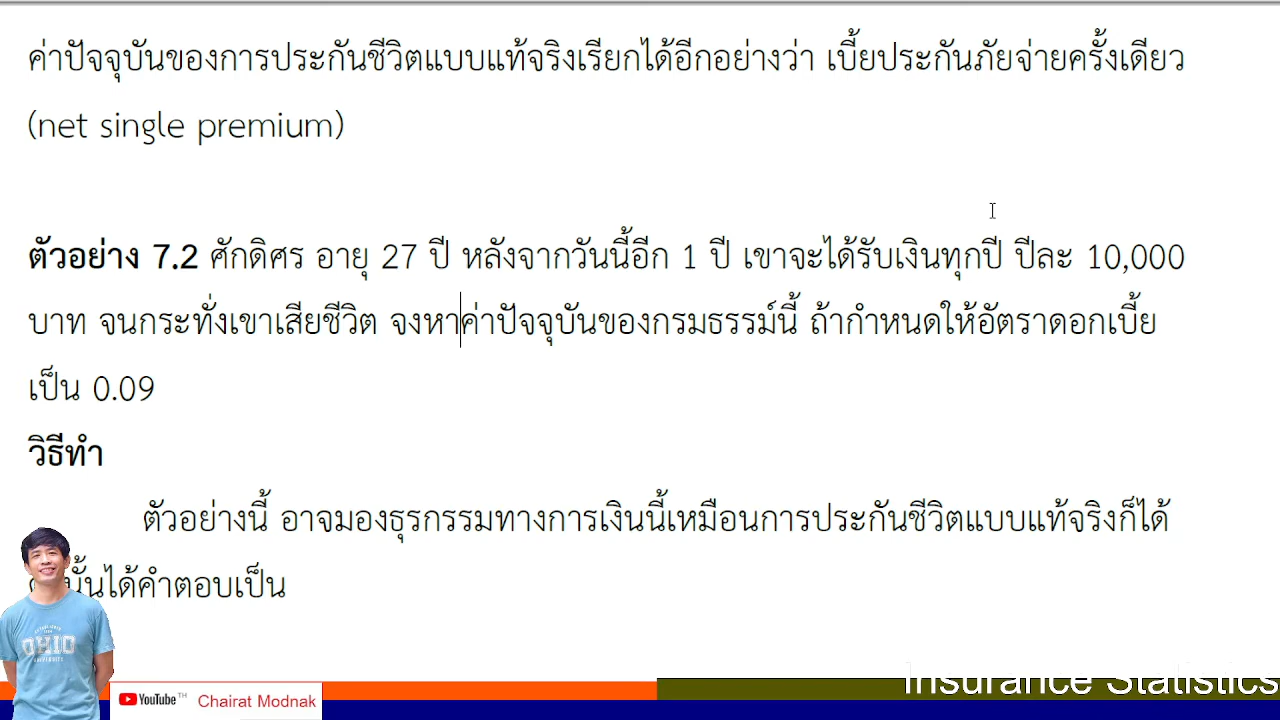 ค่าปัจจุบันของการประกันชีวิตแบบแท้จริงเรียกได้อีกอย่างว่า เบี้ยประกันภัยจ่ายครั้งเดียว
(net single premium)
ตัวอย่าง 7.2 ศักดิศร อายุ 27 ปี หลังจากวันนี้อีก 1 ปี เขาจะได้รับเงินทุกปี ปีละ 10,000
บาท จนกระทั่งเขาเสียชีวิต จงหาค่าปัจจุบันของกรมธรรม์นี้ ถ้ากำหนดให้อัตราดอกเบี้ย
เป็น 0.09
วิธีทำ
ตัวอย่างนี้ อาจมองธุรกรรมทางการเงินนี้เหมือนการประกันชีวิตแบบแท้จริงก็ได้
นั้นได้คำตอบเป็น
OHIO
YouTube TH Chairat Modnak
Insurance Statistics